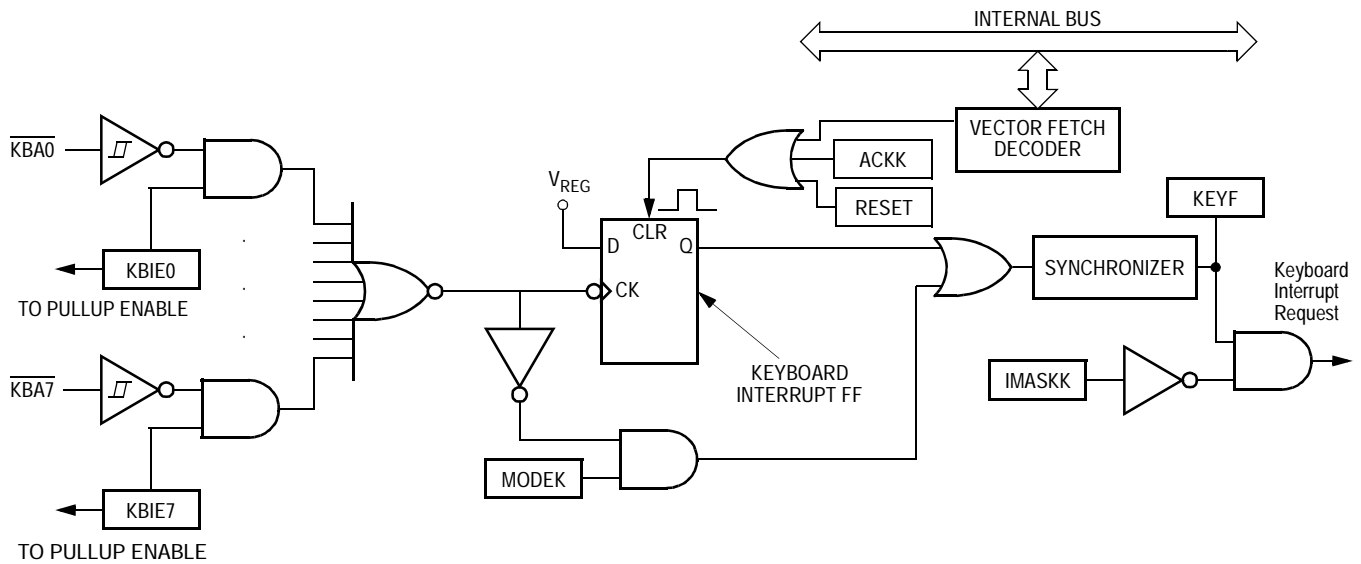 INTERNAL BUS
VECTOR FETCH
DECODER
ACKK
RESET
KEYF
KBA0
KBIE0
TO PULLUP ENABLE
VREG
CLR
D
Q
CK
SYNCHRONIZER
Keyboard
Interrupt
Request
KBA7
KEYBOARD
INTERRUPT FF
IMASKK
MODEK
KBIE7
TO PULLUP ENABLE